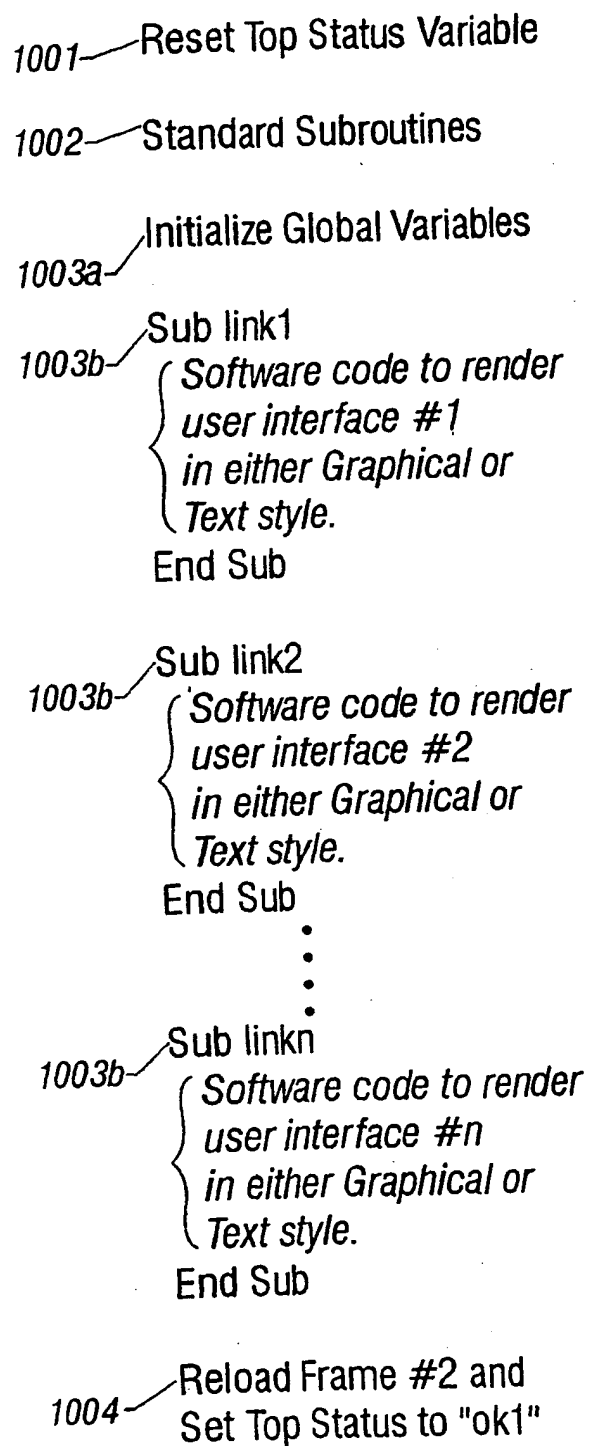 1001 Reset Top Status Variable
1002 Standard Subroutines
Initialize Global Variables
1003a
Sub link1
1003b
Software code to render
user interface #1
in either Graphical or
Text style.
End Sub
Sub link2
1003b
Software code to render
user interface #2
in either Graphical or
Text style.
End Sub
Sub linkn
1003b
Software code to render
user interface #n
in either Graphical or
Text style.
End Sub
Reload Frame #2 and
1004 Set Top Status to "ok1"